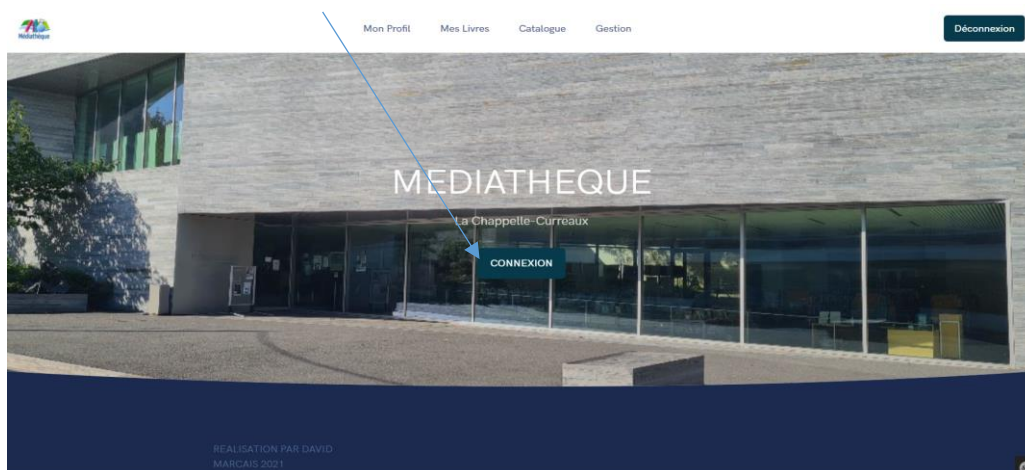 Médiathèque
Mon Profil
Mes Livres
Catalogue
Gestion
Déconnexion
MEDIATHEQUE
La Chappelle-Curreaux
CONNEXION
REALISATION PAR DAVID
MARCAIS 2021